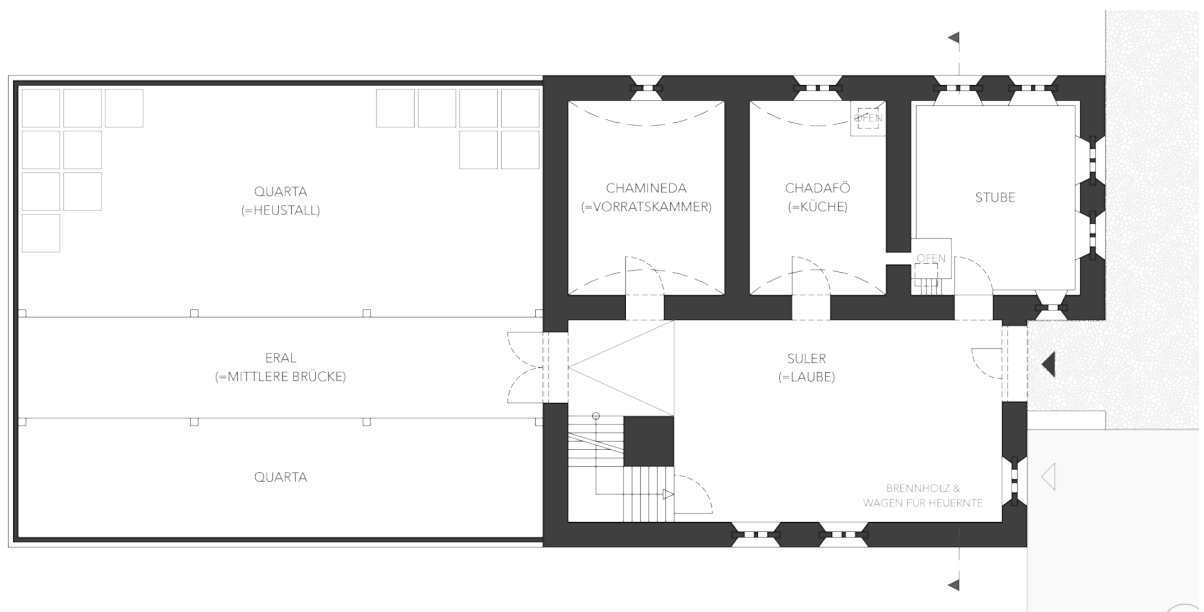 QUARTA
(=HEUSTALL)
CHAMINEDA
(=VORRATSKAMMER)
OFEN
CHADAFÖ
(=KÜCHE)
STUBE
OFEN
ERAL
(=MITTLERE BRÜCKE)
SULER
(=LAUBE)
QUARTA
BRENNHOLZ &
WAGEN FÜR HEUERNTE